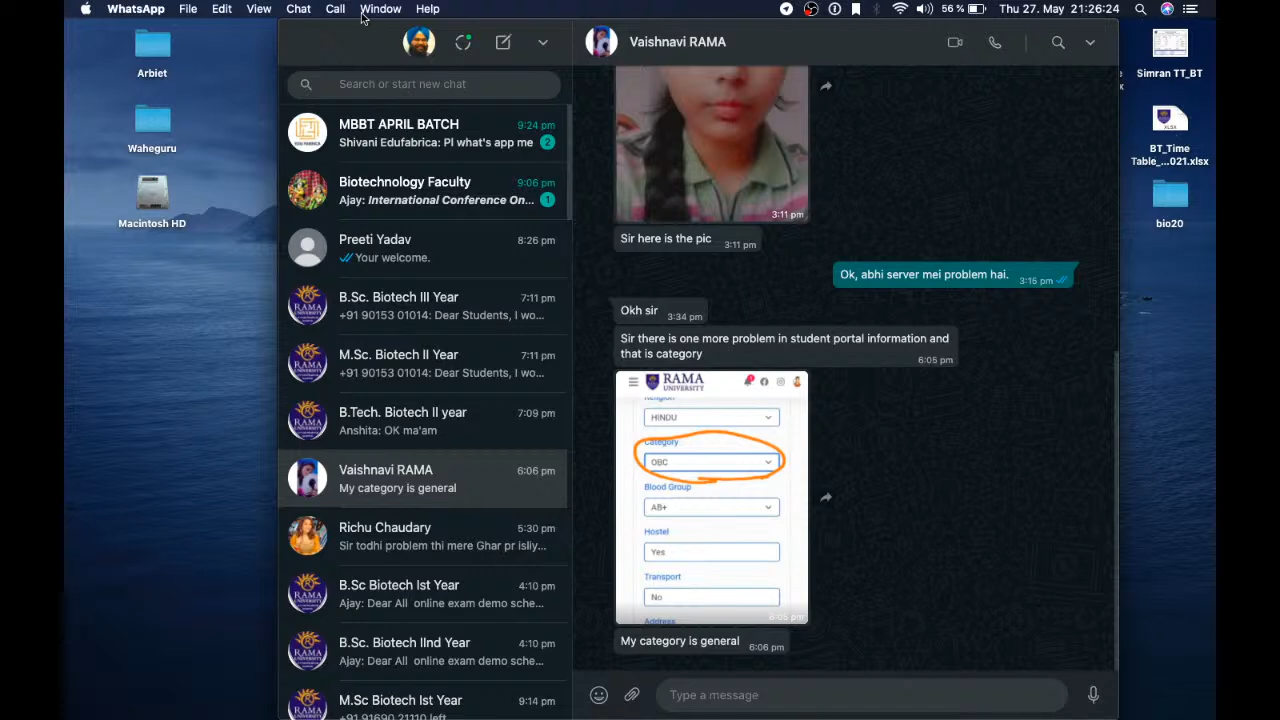 WhatsApp File Edit View Chat Call Window Help
56 % Thu 27. May 21:26:24
Arbiet
Waheguru
Macintosh HD
Simran TT_BT
BT_Time
Table_...021.xlsx
XLSX
bio20
Search or start new chat
MBBT APRIL BATCH 9:24 pm
Shivani Edufabrica: Pl what's app me 2
Biotechnology Faculty 9:06 pm
Ajay: International Conference On... 1
Preeti Yadav 8:26 pm
Your welcome.
B.Sc. Biotech III Year 7:11 pm
+91 90153 01014: Dear Students, I wo...
M.Sc. Biotech II Year 7:11 pm
+91 90153 01014: Dear Students, I wo...
B.Tech. Biotech II year 7:09 pm
Anshita: OK ma'am
Vaishnavi RAMA 6:06 pm
My category is general
Richu Chaudary 5:30 pm
Sir todhi problem thi mere Ghar pr isliy...
B.Sc Biotech Ist Year 4:10 pm
Ajay: Dear All online exam demo sche...
B.Sc Biotech IInd Year 4:10 pm
Ajay: Dear All online exam demo sche...
M.Sc Biotech Ist Year 9:14 pm
+91 91690 21110 left
Vaishnavi RAMA
3:11 pm
Sir here is the pic 3:11 pm
Ok, abhi server mei problem hai. 3:15 pm
Okh sir 3:34 pm
Sir there is one more problem in student portal information and
that is category 6:05 pm
RAMA
UNIVERSITY
Religion
HINDU
Category
OBC
Blood Group
AB+
Hostel
Yes
Transport
No
Address
6:05 pm
My category is general 6:06 pm
Type a message